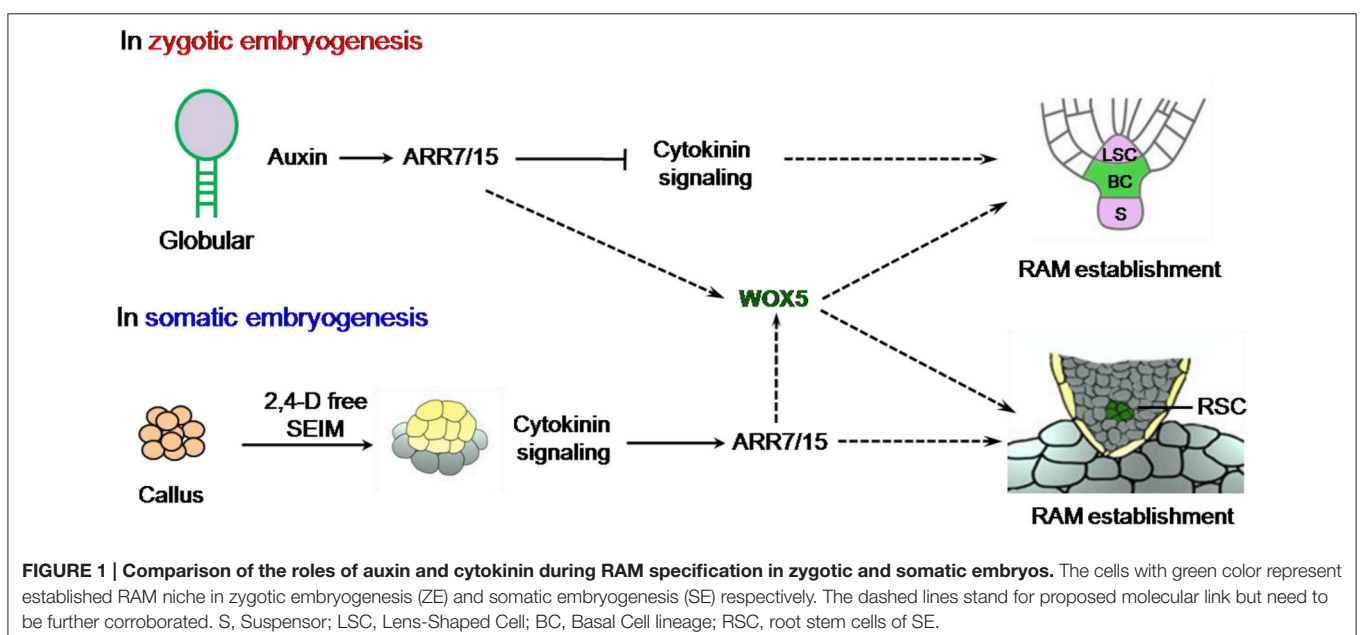 In zygotic embryogenesis
Auxin
ARR7/15
Cytokinin
signaling
LSC
BC
S
Globular
RAM establishment
WOX5
In somatic embryogenesis
2,4-D free
SEIM
Cytokinin
signaling
ARR7/15
RSC
Callus
RAM establishment
FIGURE 1 | Comparison of the roles of auxin and cytokinin during RAM specification in zygotic and somatic embryos. The cells with green color represent
established RAM niche in zygotic embryogenesis (ZE) and somatic embryogenesis (SE) respectively. The dashed lines stand for proposed molecular link but need to
be further corroborated. S, Suspensor; LSC, Lens-Shaped Cell; BC, Basal Cell lineage; RSC, root stem cells of SE.